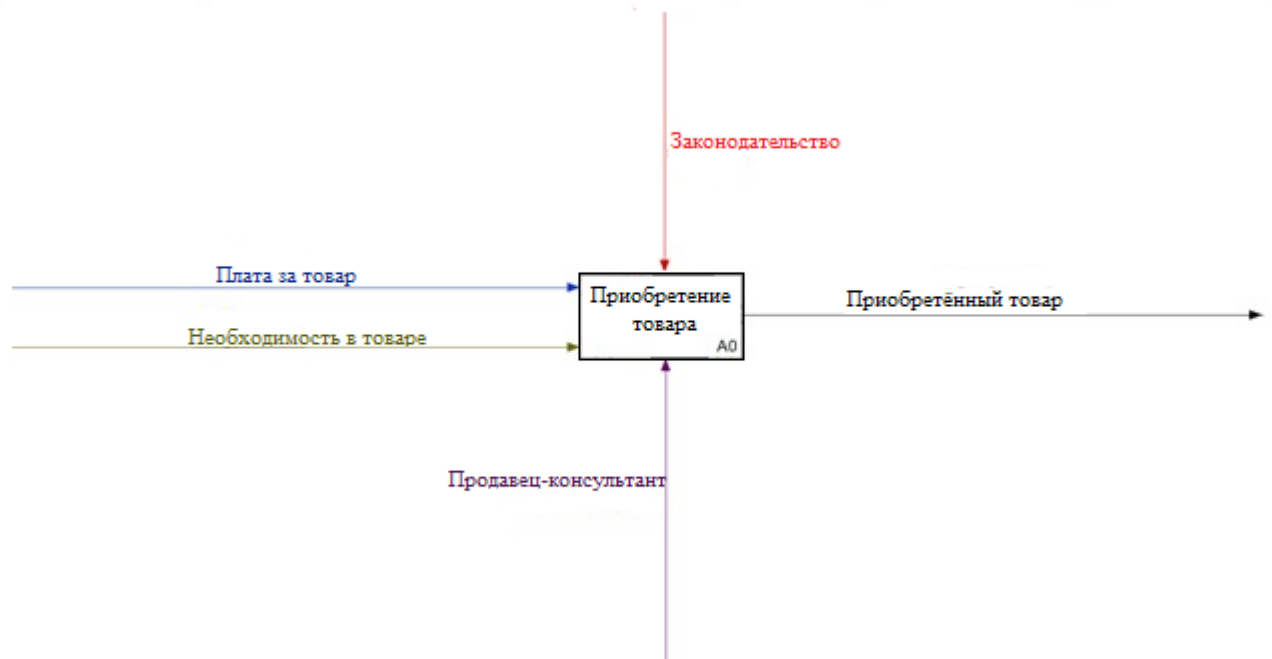 Законодательство
Плата за товар
Необходимость в товаре
Приобретение
товара
A0
Приобретённый товар
Продавец-консультант